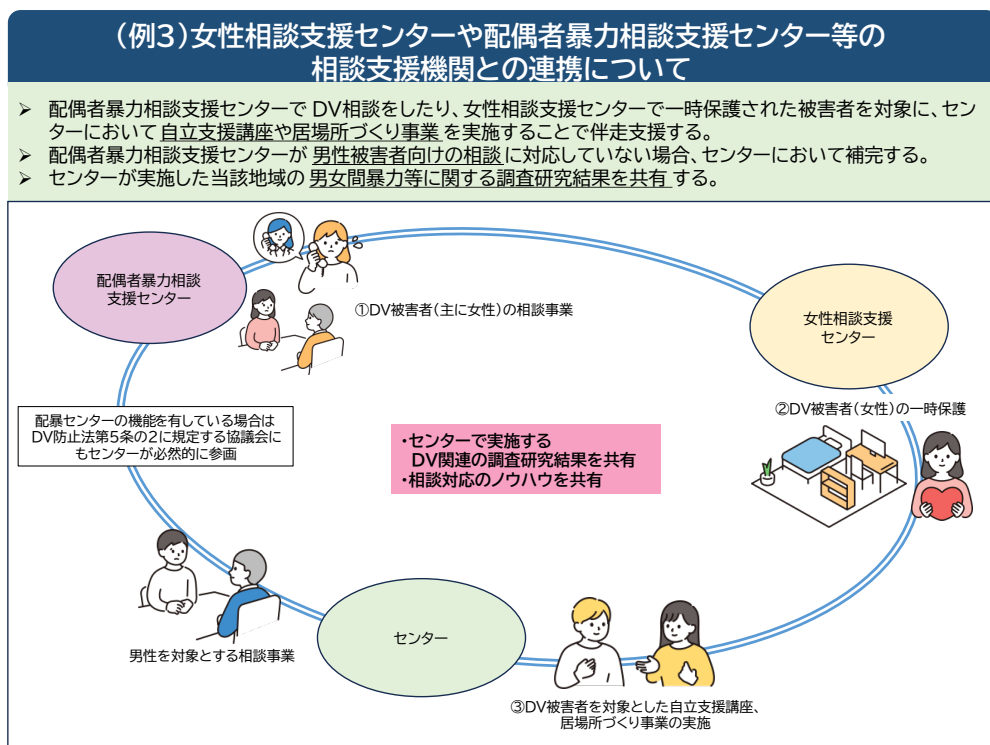 (例3)女性相談支援センターや配偶者暴力相談支援センター等の
相談支援機関との連携について
➢ 配偶者暴力相談支援センターで DV相談をしたり、女性相談支援センターで一時保護された被害者を対象に、セン
ターにおいて 自立支援講座や居場所づくり事業 を実施することで伴走支援する。
➢ 配偶者暴力相談支援センターが 男性被害者向けの相談 に対応していない場合、センターにおいて補完する。
➢ センターが実施した当該地域の 男女間暴力等に関する調査研究結果を共有 する。
配偶者暴力相談
支援センター
①DV被害者(主に女性)の相談事業
女性相談支援
センター
②DV被害者(女性)の一時保護
配暴センターの機能を有している場合は
DV防止法第5条の2に規定する協議会に
もセンターが必然的に参画
・センターで実施する
DV関連の調査研究結果を共有
・相談対応のノウハウを共有
センター
男性を対象とする相談事業
③DV被害者を対象とした自立支援講座、
居場所づくり事業の実施